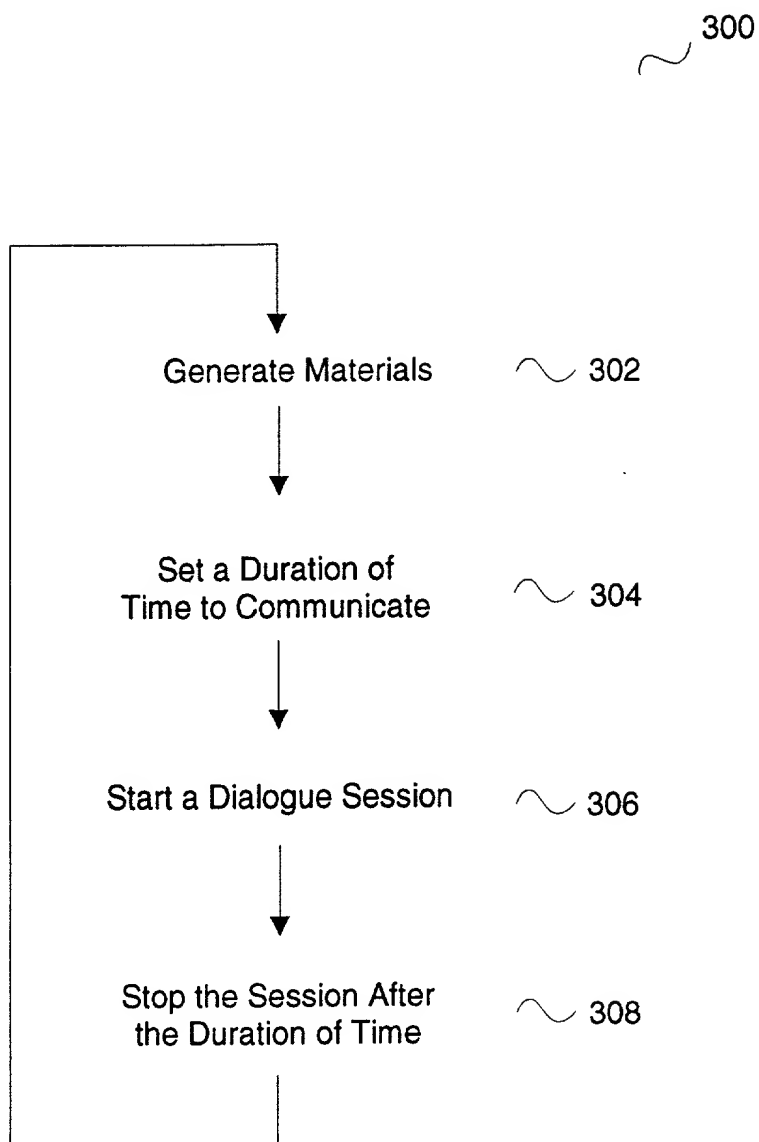 300
Generate Materials 302
Set a Duration of
Time to Communicate 304
Start a Dialogue Session 306
Stop the Session After
the Duration of Time 308